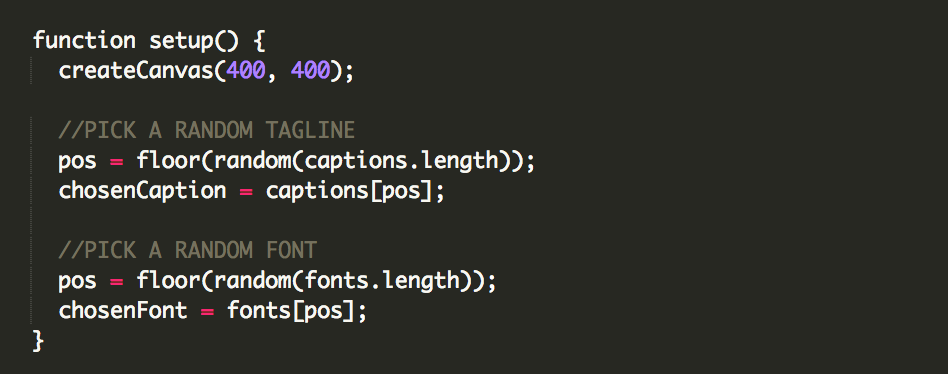 function setup() {
  createCanvas(400, 400);

  //PICK A RANDOM TAGLINE
  pos = floor(random(captions.length));
  chosenCaption = captions[pos];

  //PICK A RANDOM FONT
  pos = floor(random(fonts.length));
  chosenFont = fonts[pos];
}